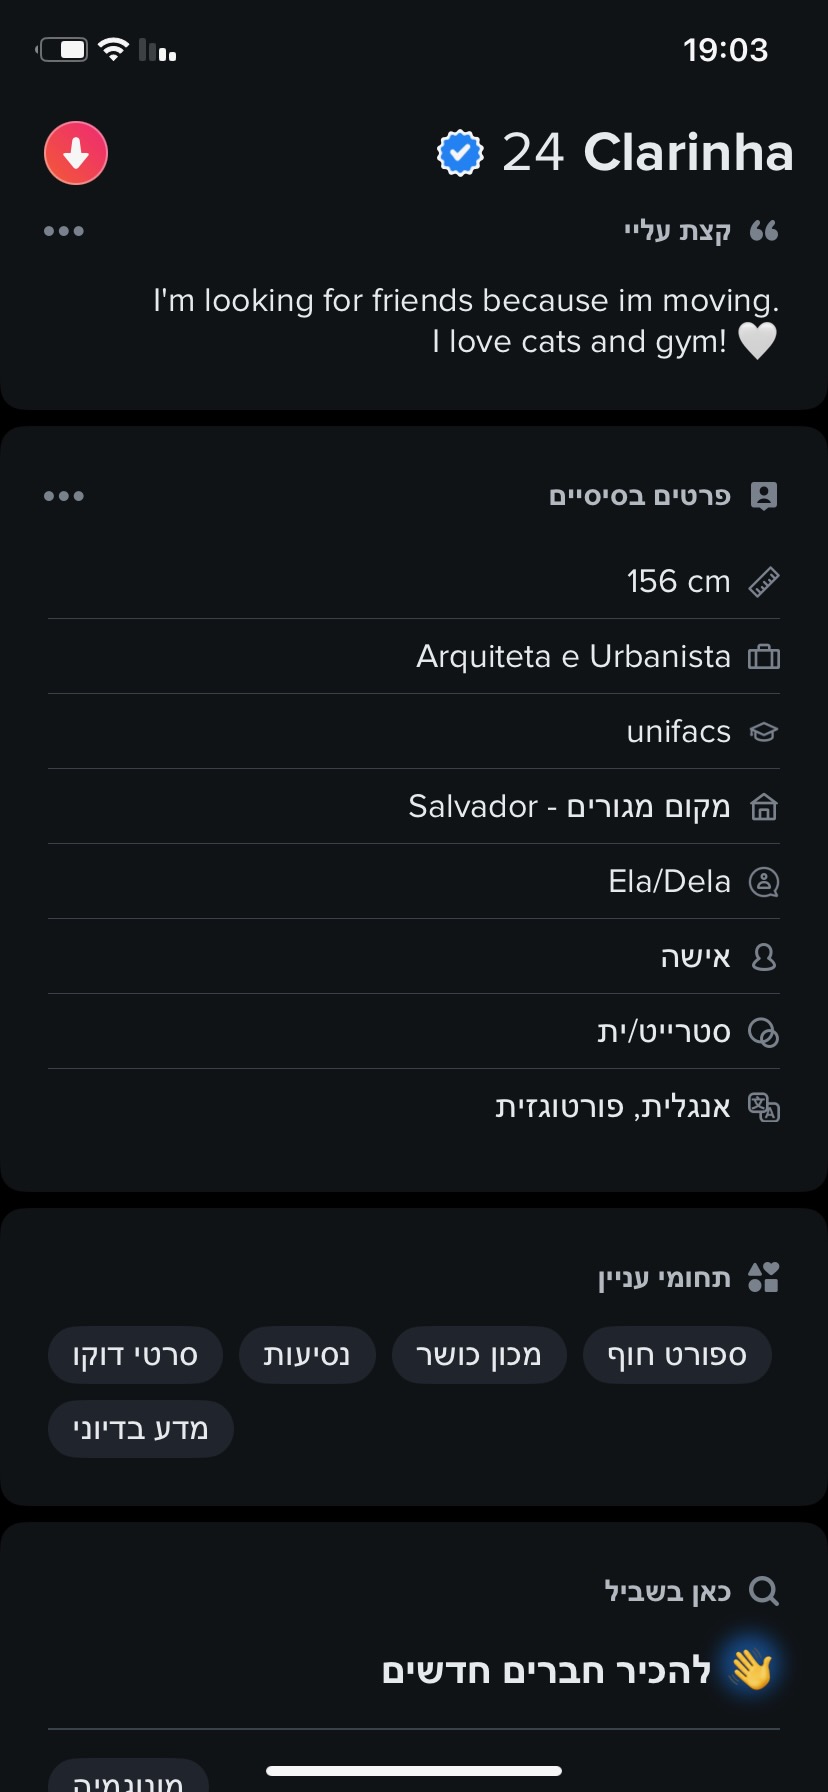 19:03
Clarinha 24
קצת עליי
I'm looking for friends because im moving.
I love cats and gym! 🤍
פרטים בסיסיים
156 cm
Arquiteta e Urbanista
unifacs
מקום מגורים - Salvador
Ela/Dela
אישה
סטרייט/ית
אנגלית, פורטוגזית
תחומי עניין
ספורט חוף
מכון כושר
נסיעות
סרטי דוקו
מדע בדיוני
כאן בשביל
👋 להכיר חברים חדשים
מונוגמיה